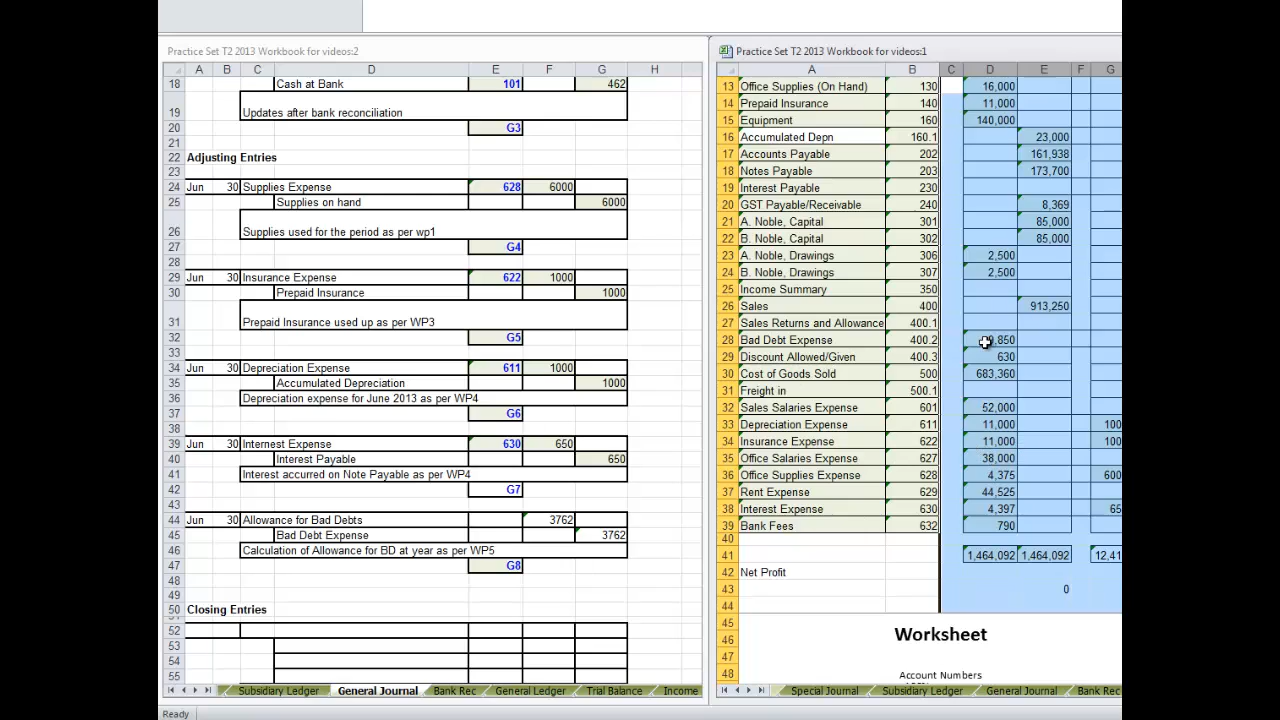 Practice Set T2 2013 Workbook for videos:2
A B C D E F G H
18 Cash at Bank 101 462
19 Updates after bank reconciliation
20 G3
21
22 Adjusting Entries
23
24 Jun 30 Supplies Expense 628 6000
25 Supplies on hand 6000
26 Supplies used for the period as per wp1
27 G4
28
29 Jun 30 Insurance Expense 622 1000
30 Prepaid Insurance 1000
31 Prepaid Insurance used up as per WP3
32 G5
33
34 Jun 30 Depreciation Expense 611 1000
35 Accumulated Depreciation 1000
36 Depreciation expense for June 2013 as per WP4
37 G6
38
39 Jun 30 Internest Expense 630 650
40 Interest Payable 650
41 Interest accurred on Note Payable as per WP4
42 G7
43
44 Jun 30 Allowance for Bad Debts 3762
45 Bad Debt Expense 3762
46 Calculation of Allowance for BD at year as per WP5
47 G8
48
49
50 Closing Entries
52
53
54
55
Subsidiary Ledger General Journal Bank Rec General Ledger Trial Balance Income
Ready
Practice Set T2 2013 Workbook for videos:1
A B C D E F G
13 Office Supplies (On Hand) 130 16,000
14 Prepaid Insurance 140 11,000
15 Equipment 160 140,000
16 Accumulated Depn 160.1 23,000
17 Accounts Payable 202 161,938
18 Notes Payable 203 173,700
19 Interest Payable 230
20 GST Payable/Receivable 240 8,369
21 A. Noble, Capital 301 85,000
22 B. Noble, Capital 302 85,000
23 A. Noble, Drawings 306 2,500
24 B. Noble, Drawings 307 2,500
25 Income Summary 350
26 Sales 400 913,250
27 Sales Returns and Allowance 400.1
28 Bad Debt Expense 400.2 ,850
29 Discount Allowed/Given 400.3 630
30 Cost of Goods Sold 500 683,360
31 Freight in 500.1
32 Sales Salaries Expense 601 52,000
33 Depreciation Expense 611 11,000 100
34 Insurance Expense 622 11,000 100
35 Office Salaries Expense 627 38,000
36 Office Supplies Expense 628 4,375 600
37 Rent Expense 629 44,525
38 Interest Expense 630 4,397 65
39 Bank Fees 632 790
40
41 1,464,092 1,464,092 12,41
42 Net Profit
43 0
44
45 Worksheet
46
47
48 Account Numbers
Special Journal Subsidiary Ledger General Journal Bank Rec